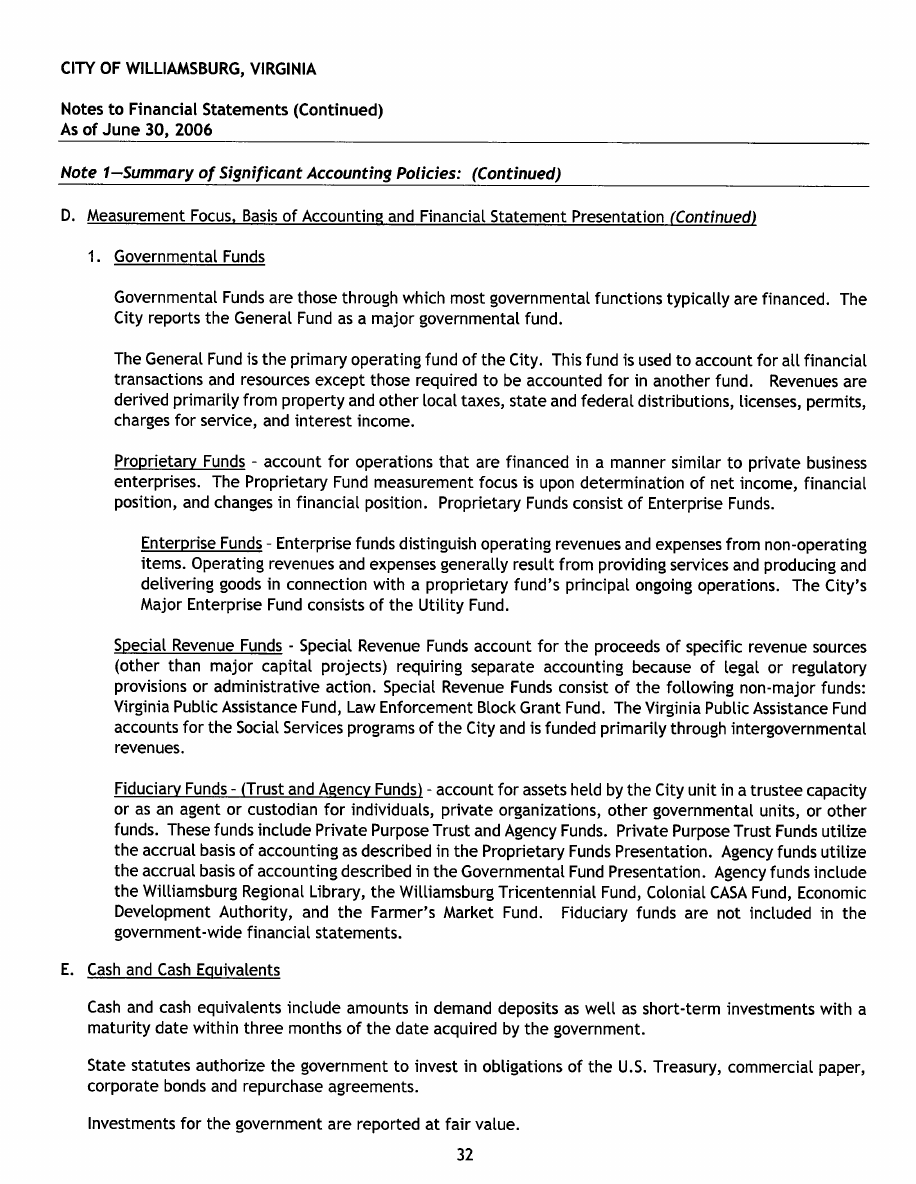 CITY OF WILLIAMSBURG, VIRGINIA
Notes to Financial Statements (Continued)
As of June 30, 2006
Note 1—Summary of Significant Accounting Policies: (Continued)
D. Measurement Focus, Basis of Accounting and Financial Statement Presentation (Continued)
1. Governmental Funds
Governmental Funds are those through which most governmental functions typically are financed. The
City reports the General Fund as a major governmental fund.
The General Fund is the primary operating fund of the City. This fund is used to account for all financial
transactions and resources except those required to be accounted for in another fund. Revenues are
derived primarily from property and other local taxes, state and federal distributions, licenses, permits,
charges for service, and interest income.
Proprietary Funds - account for operations that are financed in a manner similar to private business
enterprises. The Proprietary Fund measurement focus is upon determination of net income, financial
position, and changes in financial position. Proprietary Funds consist of Enterprise Funds.
Enterprise Funds - Enterprise funds distinguish operating revenues and expenses from non-operating
items. Operating revenues and expenses generally result from providing services and producing and
delivering goods in connection with a proprietary fund's principal ongoing operations. The City's
Major Enterprise Fund consists of the Utility Fund.
Special Revenue Funds - Special Revenue Funds account for the proceeds of specific revenue sources
(other than major capital projects) requiring separate accounting because of legal or regulatory
provisions or administrative action. Special Revenue Funds consist of the following non-major funds:
Virginia Public Assistance Fund, Law Enforcement Block Grant Fund. The Virginia Public Assistance Fund
accounts for the Social Services programs of the City and is funded primarily through intergovernmental
revenues.
Fiduciary Funds - (Trust and Agency Funds) - account for assets held by the City unit in a trustee capacity
or as an agent or custodian for individuals, private organizations, other governmental units, or other
funds. These funds include Private Purpose Trust and Agency Funds. Private Purpose Trust Funds utilize
the accrual basis of accounting as described in the Proprietary Funds Presentation. Agency funds utilize
the accrual basis of accounting described in the Governmental Fund Presentation. Agency funds include
the Williamsburg Regional Library, the Williamsburg Tricentennial Fund, Colonial CASA Fund, Economic
Development Authority, and the Farmer's Market Fund. Fiduciary funds are not included in the
government-wide financial statements.
E. Cash and Cash Equivalents
Cash and cash equivalents include amounts in demand deposits as well as short-term investments with a
maturity date within three months of the date acquired by the government.
State statutes authorize the government to invest in obligations of the U.S. Treasury, commercial paper,
corporate bonds and repurchase agreements.
Investments for the government are reported at fair value.
32